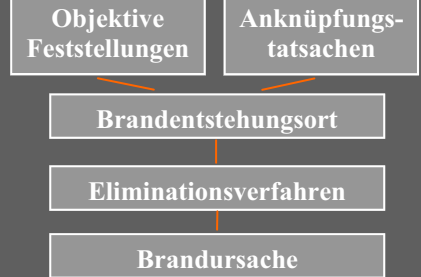 Objektive
Feststellungen
Anknüpfungs-
tatsachen
Brandentstehungsort
Eliminationsverfahren
Brandursache